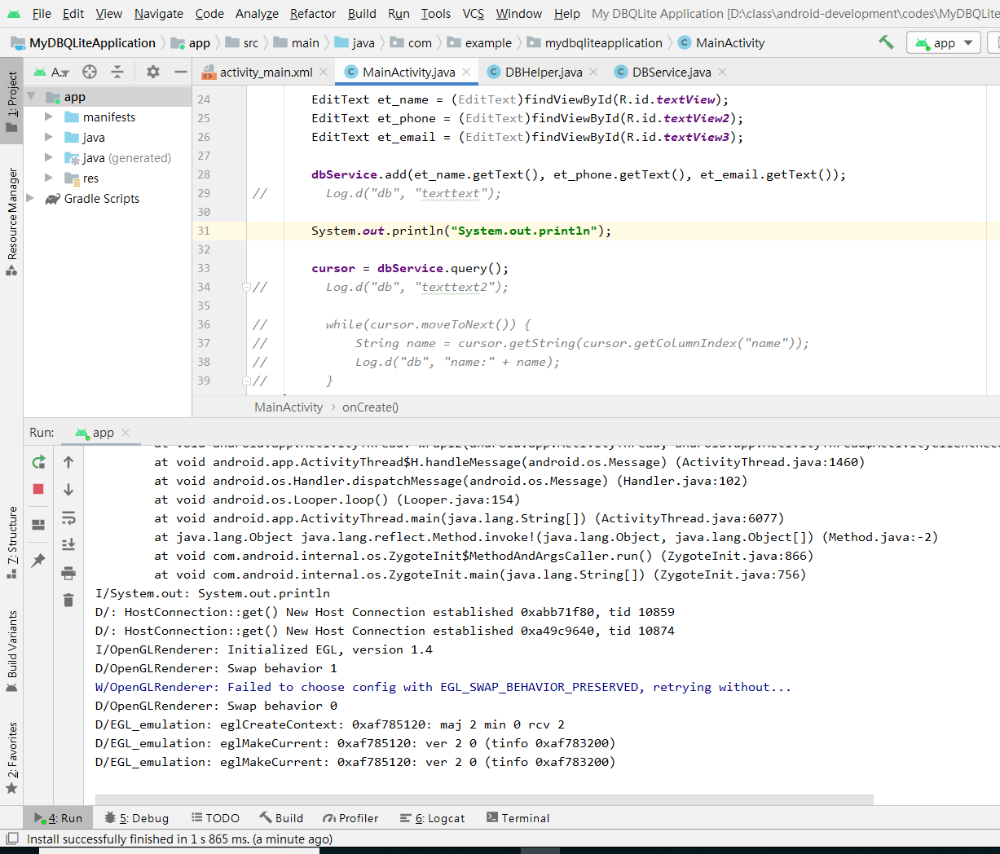 File Edit View Navigate Code Analyze Refactor Build Run Tools VCS Window Help My DBQLite Application [D:\class\android-development\codes\MyDBQLite
MyDBQLiteApplication app src main java com example mydbqliteapplication MainActivity app
A... activity_main.xml MainActivity.java DBHelper.java DBService.java
1: Project
Resource Manager
7: Structure
Build Variants
2: Favorites
app
manifests
java
java (generated)
res
Gradle Scripts
24 EditText et_name = (EditText)findViewById(R.id.textView);
25 EditText et_phone = (EditText)findViewById(R.id.textView2);
26 EditText et_email = (EditText)findViewById(R.id.textView3);
27
28 dbService.add(et_name.getText(), et_phone.getText(), et_email.getText());
29 // Log.d("db", "texttext");
30
31 System.out.println("System.out.println");
32
33 cursor = dbService.query();
34 // Log.d("db", "texttext2");
35
36 // while(cursor.moveToNext()) {
37 // String name = cursor.getString(cursor.getColumnIndex("name"));
38 // Log.d("db", "name:" + name);
39 // }
MainActivity › onCreate()
Run: app
at void android.app.ActivityThread$H.handleMessage(android.os.Message) (ActivityThread.java:1460)
at void android.os.Handler.dispatchMessage(android.os.Message) (Handler.java:102)
at void android.os.Looper.loop() (Looper.java:154)
at void android.app.ActivityThread.main(java.lang.String[]) (ActivityThread.java:6077)
at java.lang.Object java.lang.reflect.Method.invoke!(java.lang.Object, java.lang.Object[]) (Method.java:-2)
at void com.android.internal.os.ZygoteInit$MethodAndArgsCaller.run() (ZygoteInit.java:866)
at void com.android.internal.os.ZygoteInit.main(java.lang.String[]) (ZygoteInit.java:756)
I/System.out: System.out.println
D/: HostConnection::get() New Host Connection established 0xabb71f80, tid 10859
D/: HostConnection::get() New Host Connection established 0xa49c9640, tid 10874
I/OpenGLRenderer: Initialized EGL, version 1.4
D/OpenGLRenderer: Swap behavior 1
W/OpenGLRenderer: Failed to choose config with EGL_SWAP_BEHAVIOR_PRESERVED, retrying without...
D/OpenGLRenderer: Swap behavior 0
D/EGL_emulation: eglCreateContext: 0xaf785120: maj 2 min 0 rcv 2
D/EGL_emulation: eglMakeCurrent: 0xaf785120: ver 2 0 (tinfo 0xaf783200)
D/EGL_emulation: eglMakeCurrent: 0xaf785120: ver 2 0 (tinfo 0xaf783200)
4: Run 5: Debug TODO Build Profiler 6: Logcat Terminal
Install successfully finished in 1 s 865 ms. (a minute ago)